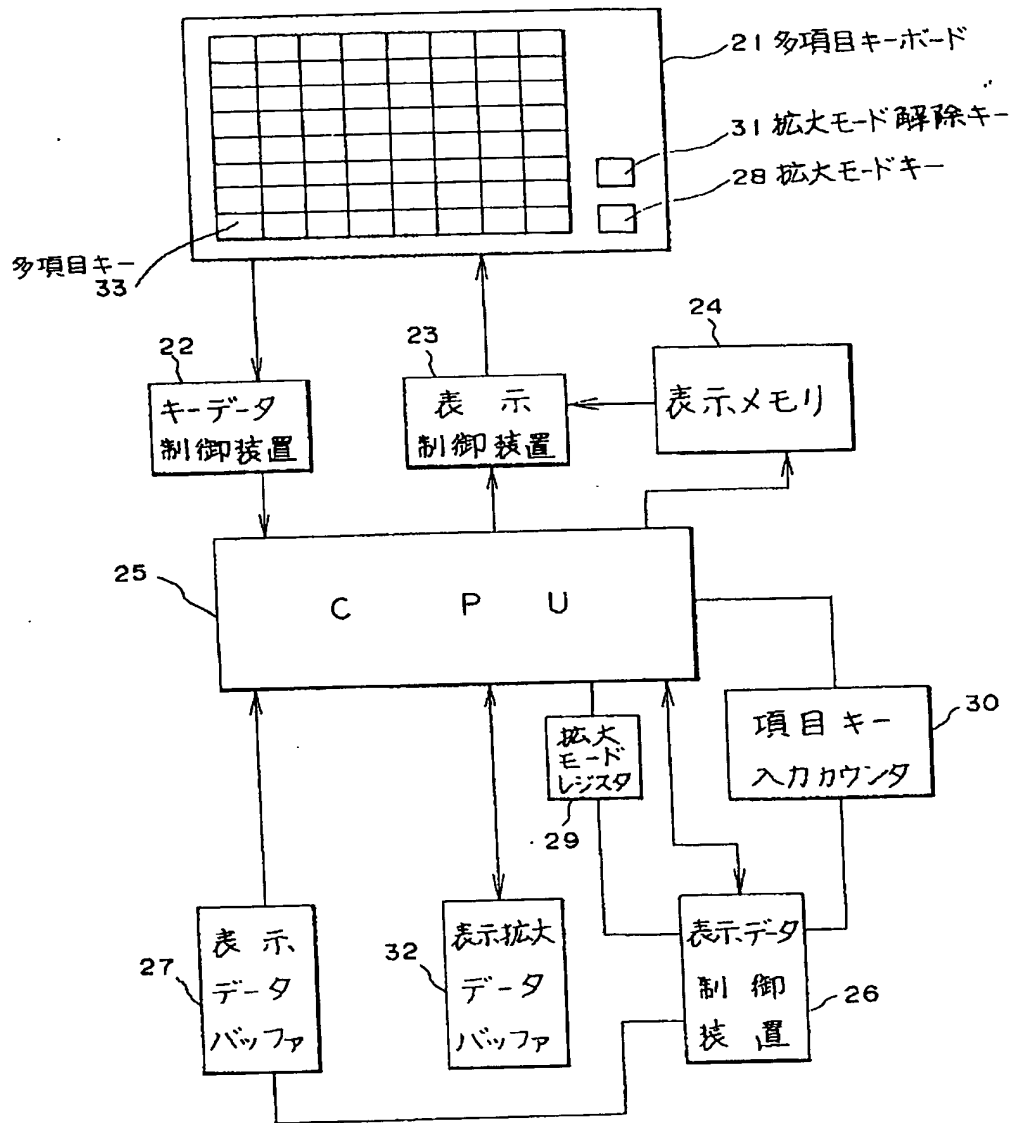 21 多項目キーボード
31 拡大モード解除キー
28 拡大モードキー
多項目キー
33
22
キーデータ
制御装置
23
表示
制御装置
24
表示メモリ
25
CPU
30
項目キー
入力カウンタ
拡大
モード
レジスタ
29
27
表示
データ
バッファ
32
表示拡大
データ
バッファ
表示データ
制御
装置
26